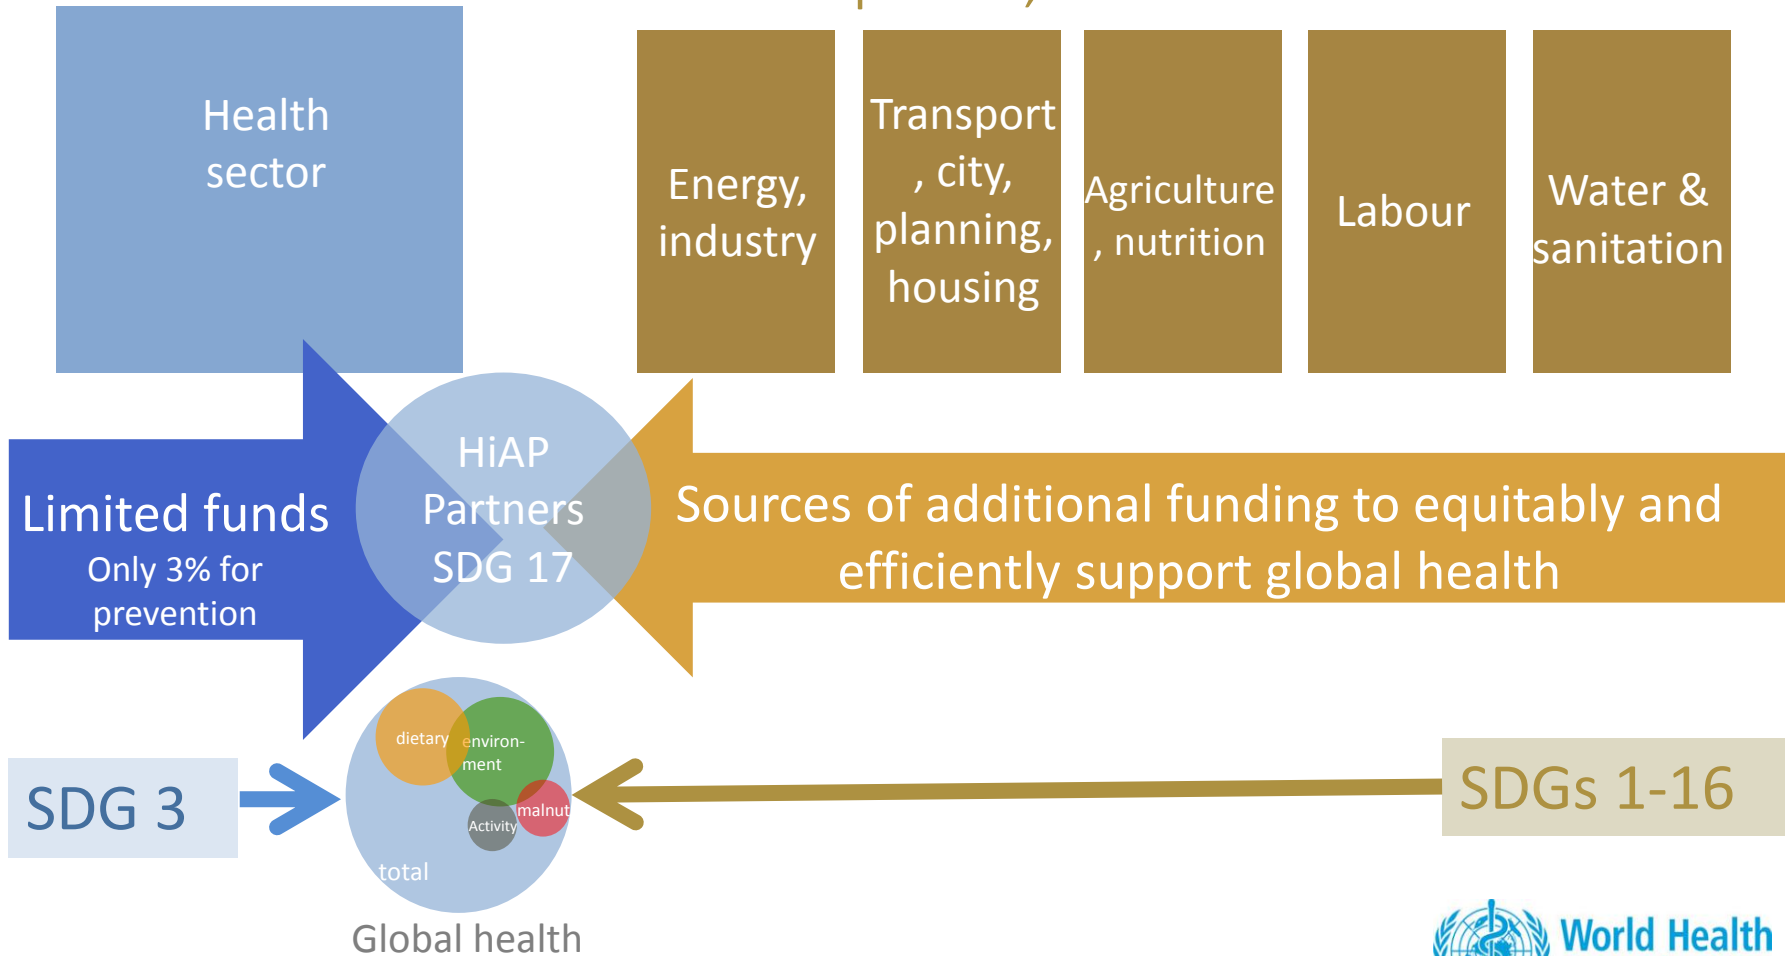 Health
sector
Energy,
industry
Transport
, city,
planning,
housing
Agriculture
, nutrition
Labour
Water &
sanitation
Limited funds
Only 3% for
prevention
HiAP
Partners
SDG 17
Sources of additional funding to equitably and
efficiently support global health
SDG 3
dietary
environ-
ment
malnut
Activity
total
Global health
SDGs 1-16
World Health